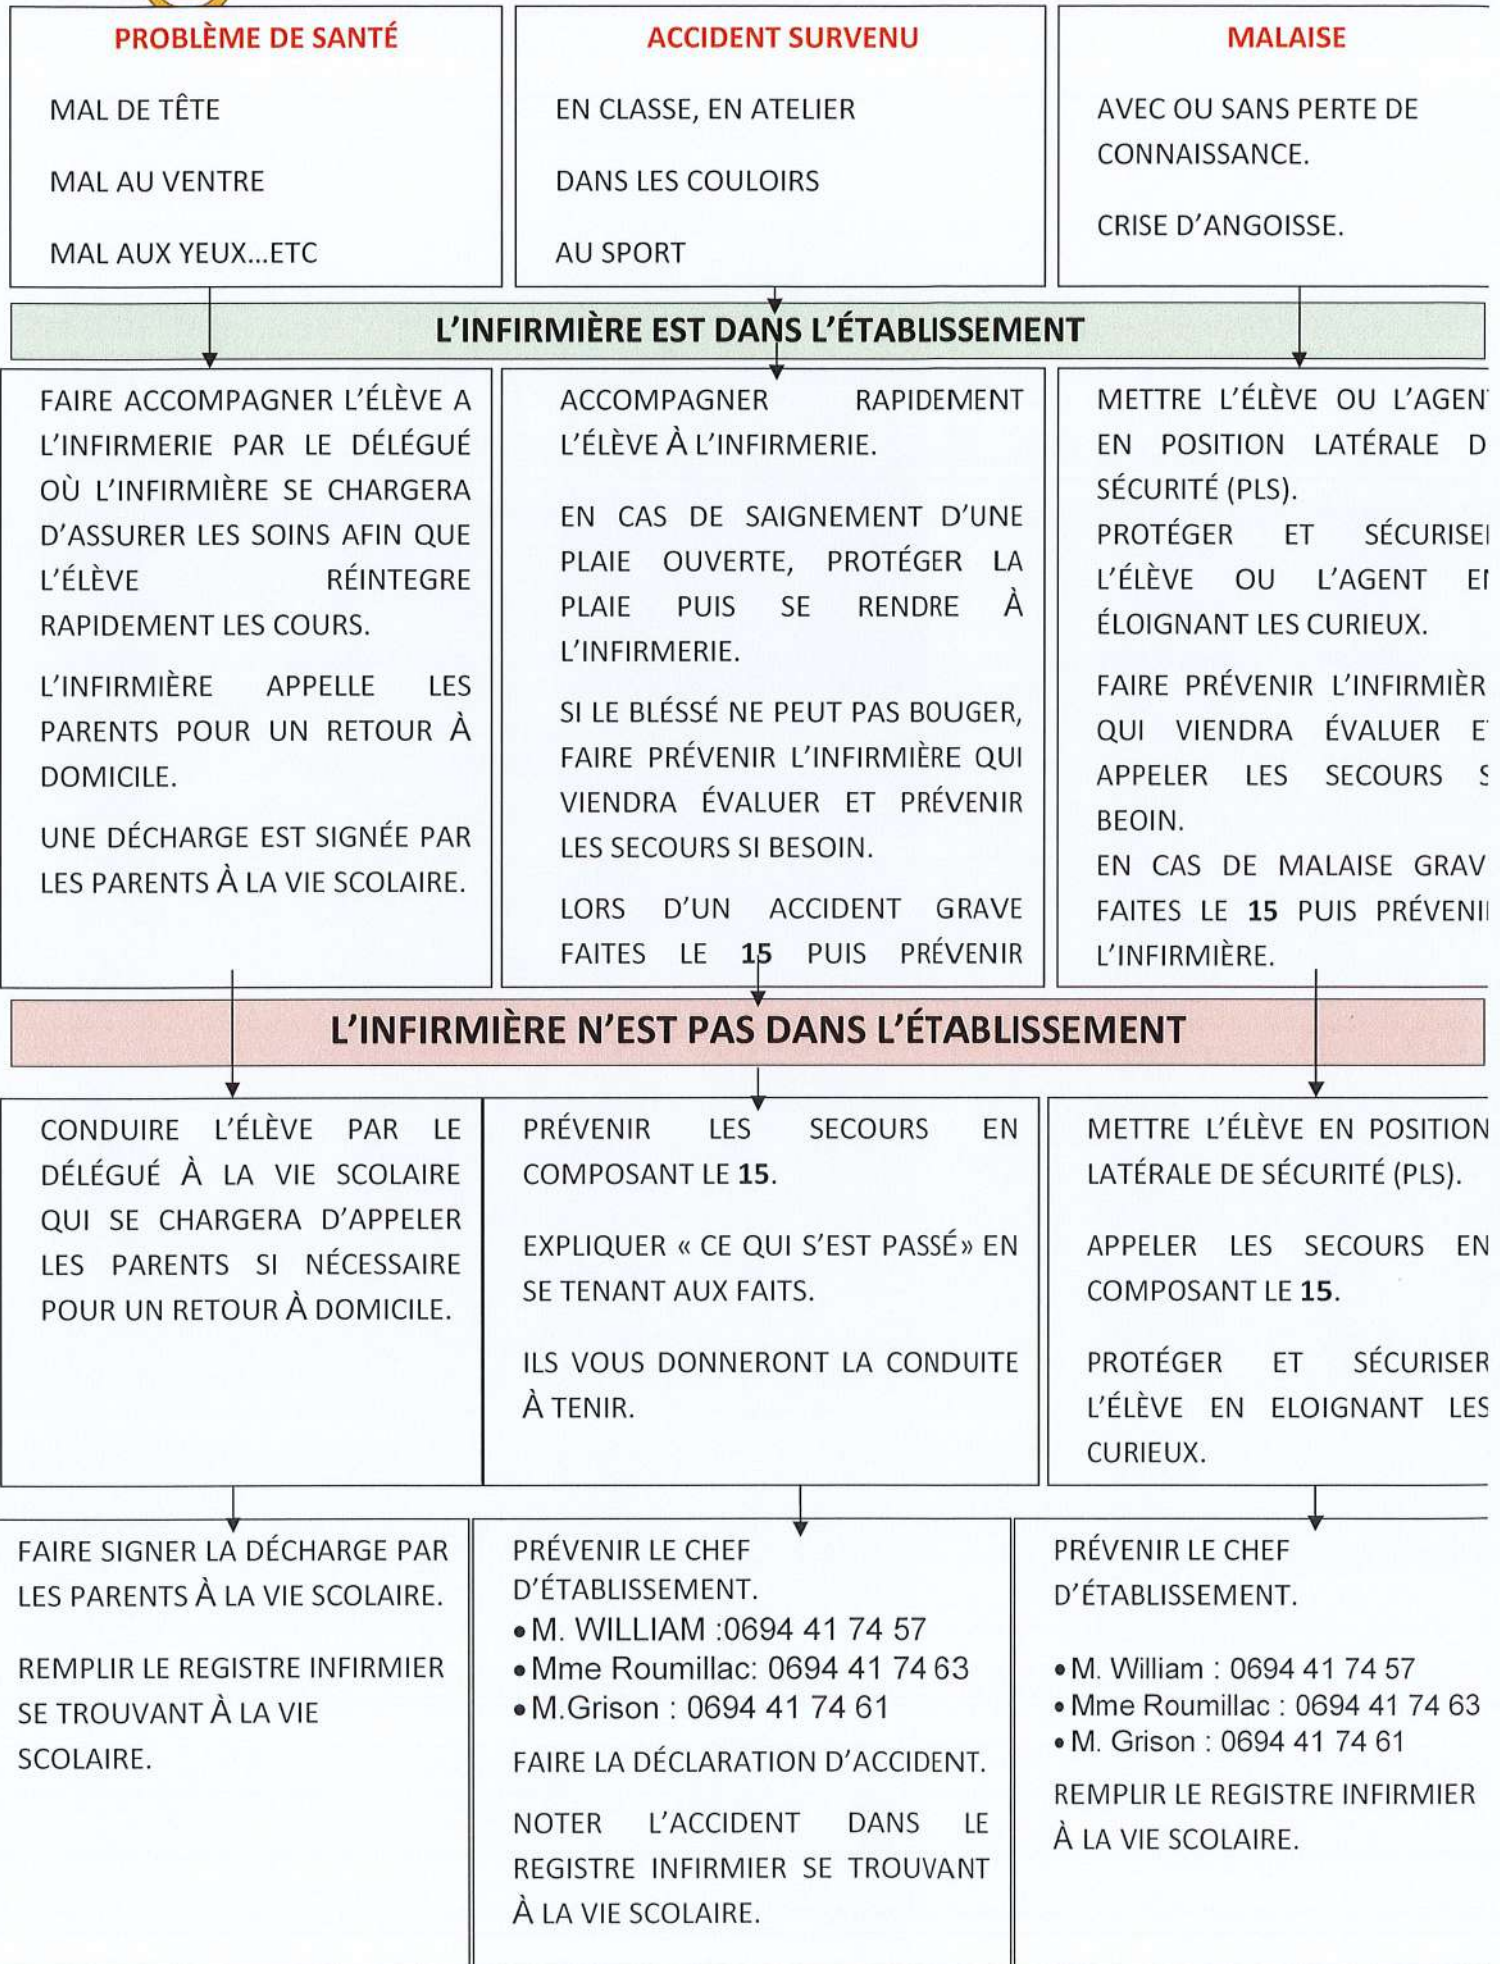 PROBLÈME DE SANTÉ
MAL DE TÊTE
MAL AU VENTRE
MAL AUX YEUX...ETC
ACCIDENT SURVENU
EN CLASSE, EN ATELIER
DANS LES COULOIRS
AU SPORT
MALAISE
AVEC OU SANS PERTE DE
CONNAISSANCE.
CRISE D'ANGOISSE.
L'INFIRMIÈRE EST DANS L'ÉTABLISSEMENT
FAIRE ACCOMPAGNER L'ÉLÈVE A
L'INFIRMERIE PAR LE DÉLÉGUÉ
OÙ L'INFIRMIÈRE SE CHARGERA
D'ASSURER LES SOINS AFIN QUE
L'ÉLÈVE RÉINTEGRE
RAPIDEMENT LES COURS.
L'INFIRMIÈRE APPELLE LES
PARENTS POUR UN RETOUR À
DOMICILE.
UNE DÉCHARGE EST SIGNÉE PAR
LES PARENTS À LA VIE SCOLAIRE.
ACCOMPAGNER RAPIDEMENT
L'ÉLÈVE À L'INFIRMERIE.
EN CAS DE SAIGNEMENT D'UNE
PLAIE OUVERTE, PROTÉGER LA
PLAIE PUIS SE RENDRE À
L'INFIRMERIE.
SI LE BLÉSSÉ NE PEUT PAS BOUGER,
FAIRE PRÉVENIR L'INFIRMIÈRE QUI
VIENDRA ÉVALUER ET PRÉVENIR
LES SECOURS SI BESOIN.
LORS D'UN ACCIDENT GRAVE
FAITES LE 15 PUIS PRÉVENIR
METTRE L'ÉLÈVE OU L'AGEN
EN POSITION LATÉRALE D
SÉCURITÉ (PLS).
PROTÉGER ET SÉCURISE
L'ÉLÈVE OU L'AGENT E
ÉLOIGNANT LES CURIEUX.
FAIRE PRÉVENIR L'INFIRMIÈR
QUI VIENDRA ÉVALUER E
APPELER LES SECOURS S
BEOIN.
EN CAS DE MALAISE GRAV
FAITES LE 15 PUIS PRÉVENI
L'INFIRMIÈRE.
L'INFIRMIÈRE N'EST PAS DANS L'ÉTABLISSEMENT
CONDUIRE L'ÉLÈVE PAR LE
DÉLÉGUÉ À LA VIE SCOLAIRE
QUI SE CHARGERA D'APPELER
LES PARENTS SI NÉCESSAIRE
POUR UN RETOUR À DOMICILE.
PRÉVENIR LES SECOURS EN
COMPOSANT LE 15.
EXPLIQUER « CE QUI S'EST PASSÉ» EN
SE TENANT AUX FAITS.
ILS VOUS DONNERONT LA CONDUITE
À TENIR.
METTRE L'ÉLÈVE EN POSITION
LATÉRALE DE SÉCURITÉ (PLS).
APPELER LES SECOURS EN
COMPOSANT LE 15.
PROTÉGER ET SÉCURISER
L'ÉLÈVE EN ELOIGNANT LES
CURIEUX.
FAIRE SIGNER LA DÉCHARGE PAR
LES PARENTS À LA VIE SCOLAIRE.
REMPLIR LE REGISTRE INFIRMIER
SE TROUVANT À LA VIE
SCOLAIRE.
PRÉVENIR LE CHEF
D'ÉTABLISSEMENT.
• M. WILLIAM :0694 41 74 57
• Mme Roumillac: 0694 41 74 63
• M.Grison : 0694 41 74 61
FAIRE LA DÉCLARATION D'ACCIDENT.
NOTER L'ACCIDENT DANS LE
REGISTRE INFIRMIER SE TROUVANT
À LA VIE SCOLAIRE.
PRÉVENIR LE CHEF
D'ÉTABLISSEMENT.
• M. William : 0694 41 74 57
• Mme Roumillac : 0694 41 74 63
• M. Grison : 0694 41 74 61
REMPLIR LE REGISTRE INFIRMIER
À LA VIE SCOLAIRE.